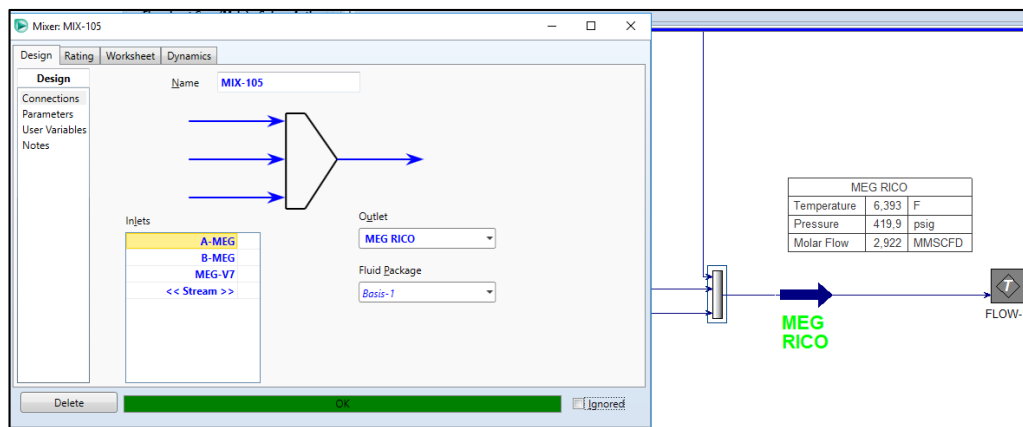 Mixer: MIX-105
Design Rating Worksheet Dynamics
Design
Connections
Parameters
User Variables
Notes
Name MIX-105
Inlets
A-MEG
B-MEG
MEG-V7
<< Stream >>
Outlet
MEG RICO
Fluid Package
Basis-1
Delete
OK
Ignored
MEG RICO
Temperature 6,393 F
Pressure 419,9 psig
Molar Flow 2,922 MMSCFD
MEG
RICO
T
FLOW-